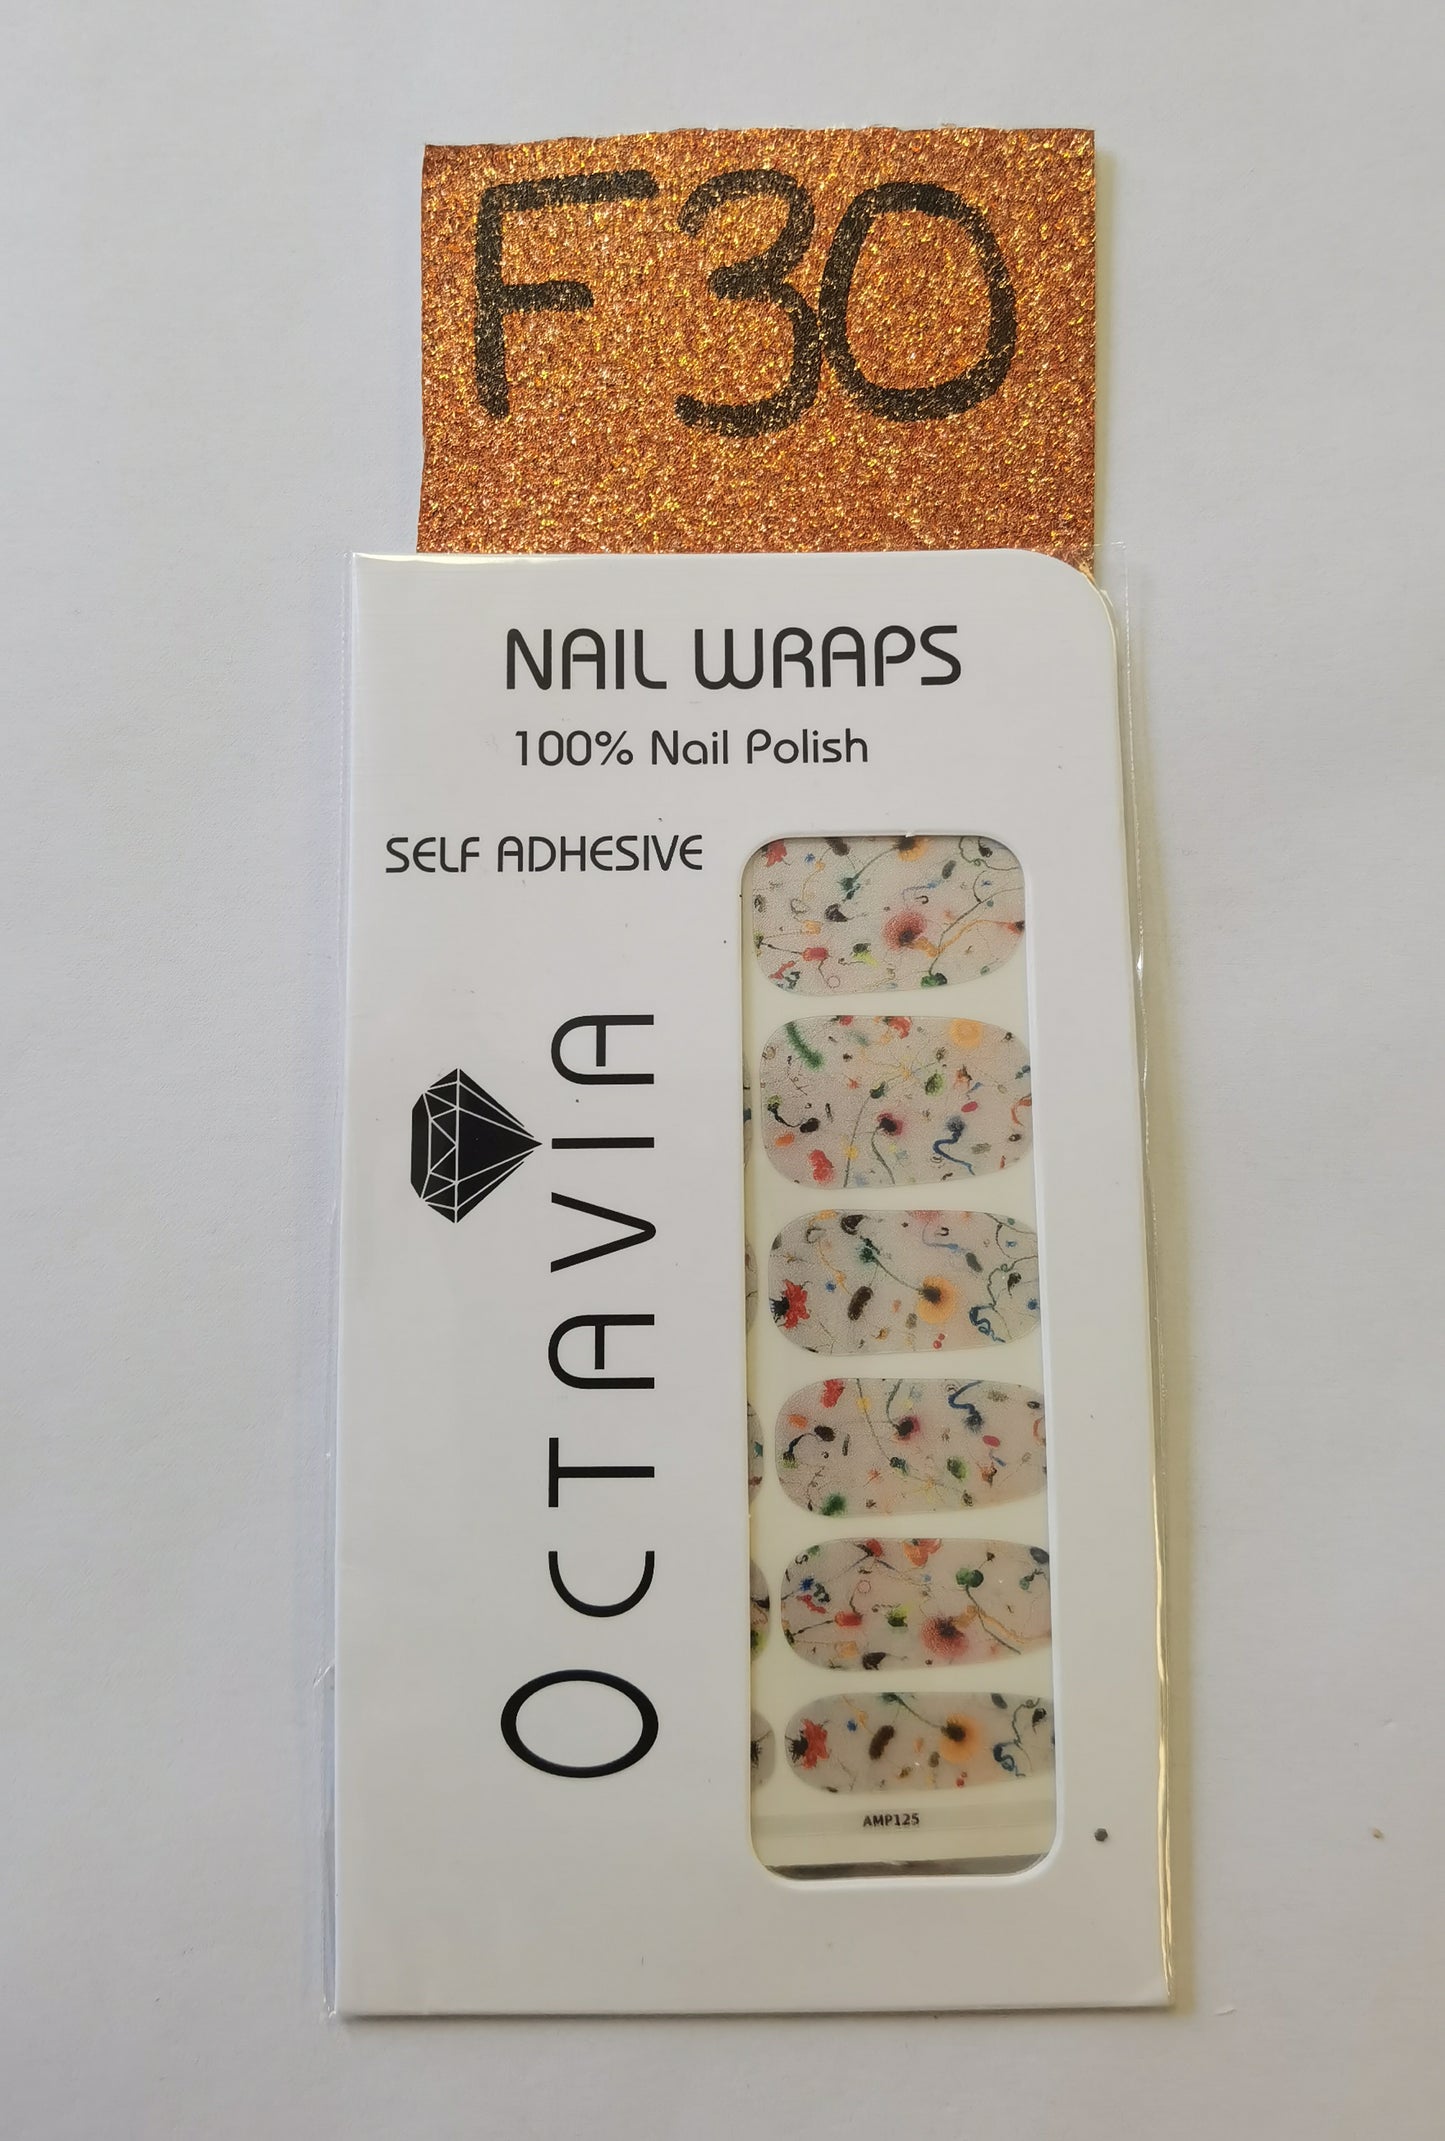 F30
NAIL WRAPS
100% Nail Polish
SELF ADHESIVE
OCTAVIA
AMP125